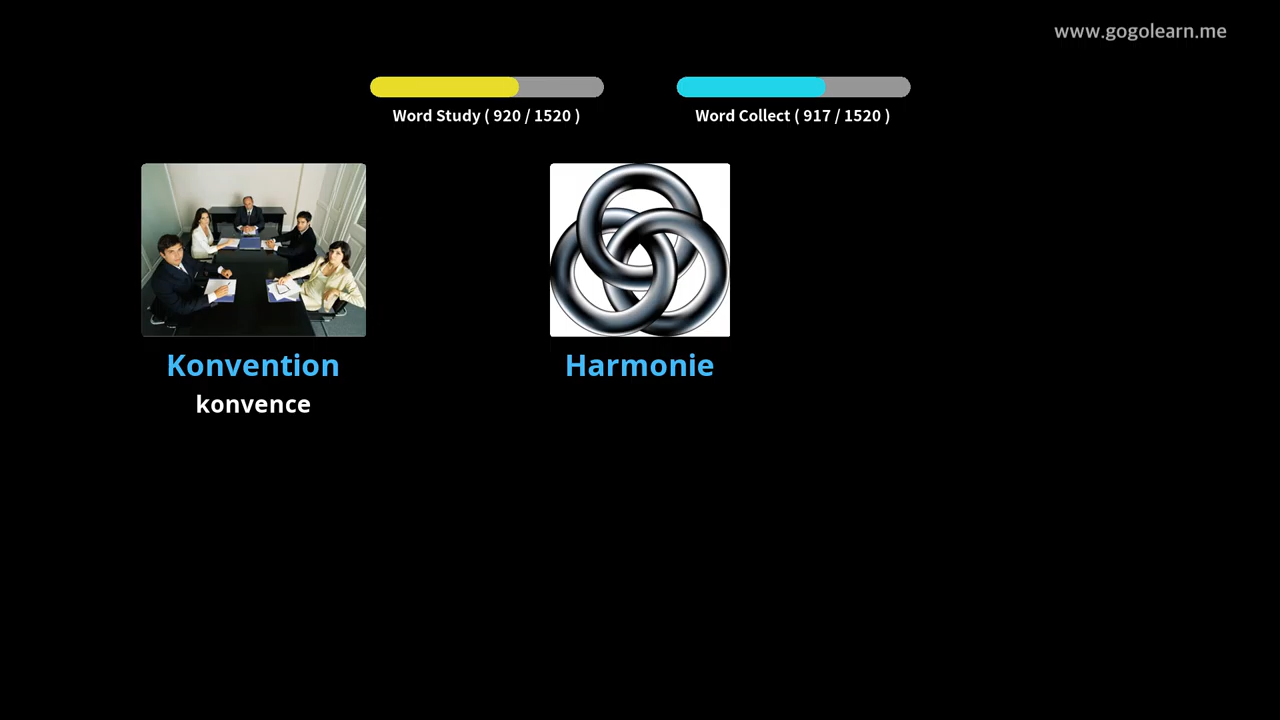 www.gogolearn.me
Word Study ( 920 / 1520 )
Word Collect ( 917 / 1520 )
Konvention
konvence
Harmonie